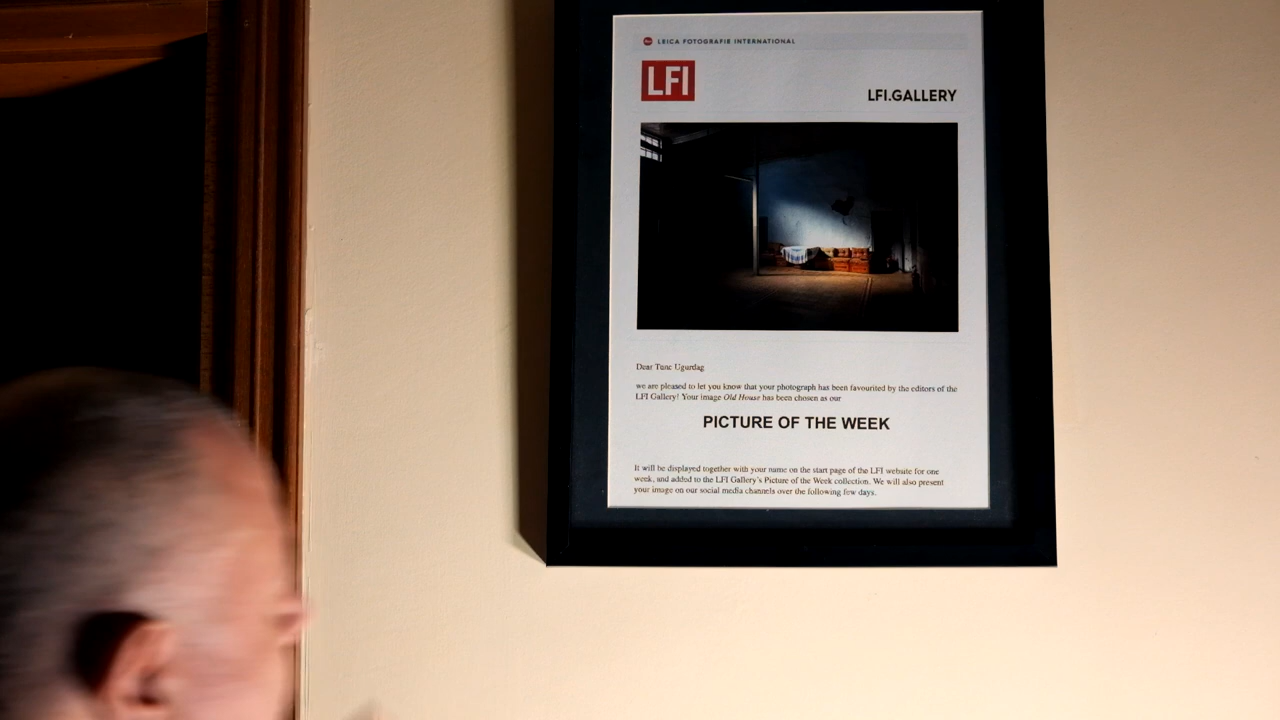 LEICA FOTOGRAFIE INTERNATIONAL
LFI
LFI.GALLERY
Dear Tunc Ugurdag
we are pleased to let you know that your photograph has been favourited by the editors of the
LFI Gallery! Your image Old House has been chosen as our
PICTURE OF THE WEEK
It will be displayed together with your name on the start page of the LFI website for one
week, and added to the LFI Gallery's Picture of the Week collection. We will also present
your image on our social media channels over the following few days.